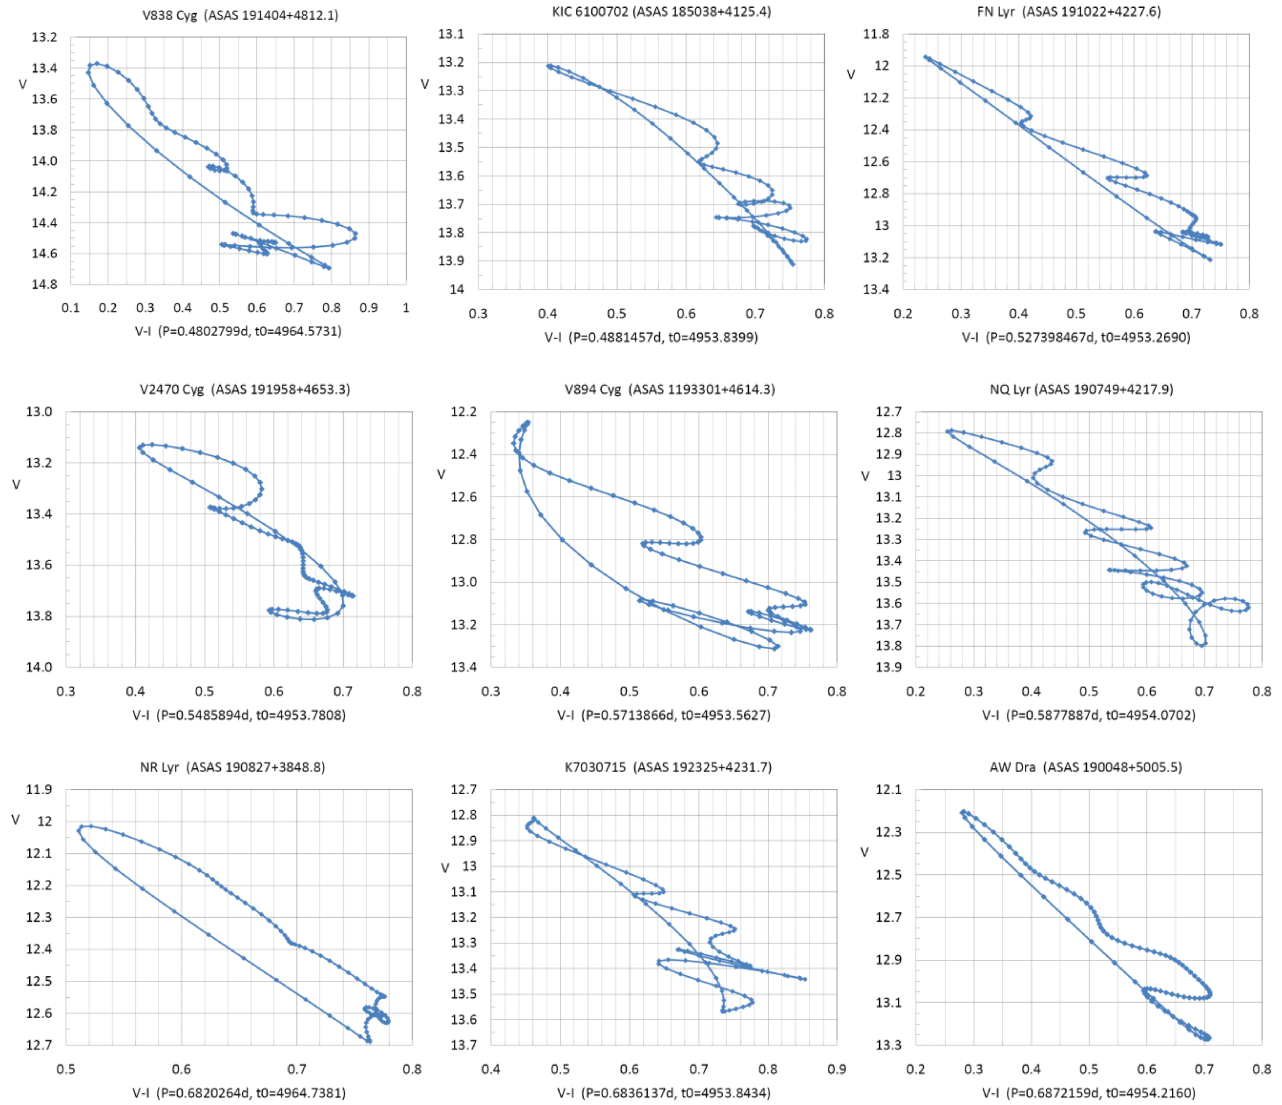 V838 Cyg (ASAS 191404+4812.1)
13.2
13.4
V
13.6
13.8
14.0
14.2
14.4
14.6
14.8
0.1 0.2 0.3 0.4 0.5 0.6 0.7 0.8 0.9 1
V-I (P=0.4802799d, t0=4964.5731)
KIC 6100702 (ASAS 185038+4125.4)
13.1
13.2
V
13.3
13.4
13.5
13.6
13.7
13.8
13.9
14
0.3 0.4 0.5 0.6 0.7 0.8
V-I (P=0.4881457d, t0=4953.8399)
FN Lyr (ASAS 191022+4227.6)
11.8
V
12
12.2
12.4
12.6
12.8
13
13.2
13.4
0.2 0.3 0.4 0.5 0.6 0.7 0.8
V-I (P=0.527398467d, t0=4953.2690)
V2470 Cyg (ASAS 191958+4653.3)
13.0
13.2
V
13.4
13.6
13.8
14.0
0.3 0.4 0.5 0.6 0.7 0.8
V-I (P=0.5485894d, t0=4953.7808)
V894 Cyg (ASAS 1193301+4614.3)
12.2
12.4
V
12.6
12.8
13.0
13.2
13.4
0.3 0.4 0.5 0.6 0.7 0.8
V-I (P=0.5713866d, t0=4953.5627)
NQ Lyr (ASAS 190749+4217.9)
12.7
12.8
12.9
V
13
13.1
13.2
13.3
13.4
13.5
13.6
13.7
13.8
13.9
0.2 0.3 0.4 0.5 0.6 0.7 0.8
V-I (P=0.5877887d, t0=4954.0702)
NR Lyr (ASAS 190827+3848.8)
11.9
V 12
12.1
12.2
12.3
12.4
12.5
12.6
12.7
0.5 0.6 0.7 0.8
V-I (P=0.6820264d, t0=4964.7381)
K7030715 (ASAS 192325+4231.7)
12.7
12.8
12.9
V
13
13.1
13.2
13.3
13.4
13.5
13.6
13.7
0.4 0.5 0.6 0.7 0.8 0.9
V-I (P=0.6836137d, t0=4953.8434)
AW Dra (ASAS 190048+5005.5)
12.1
12.3
V
12.5
12.7
12.9
13.1
13.3
0.2 0.3 0.4 0.5 0.6 0.7 0.8
V-I (P=0.6872159d, t0=4954.2160)